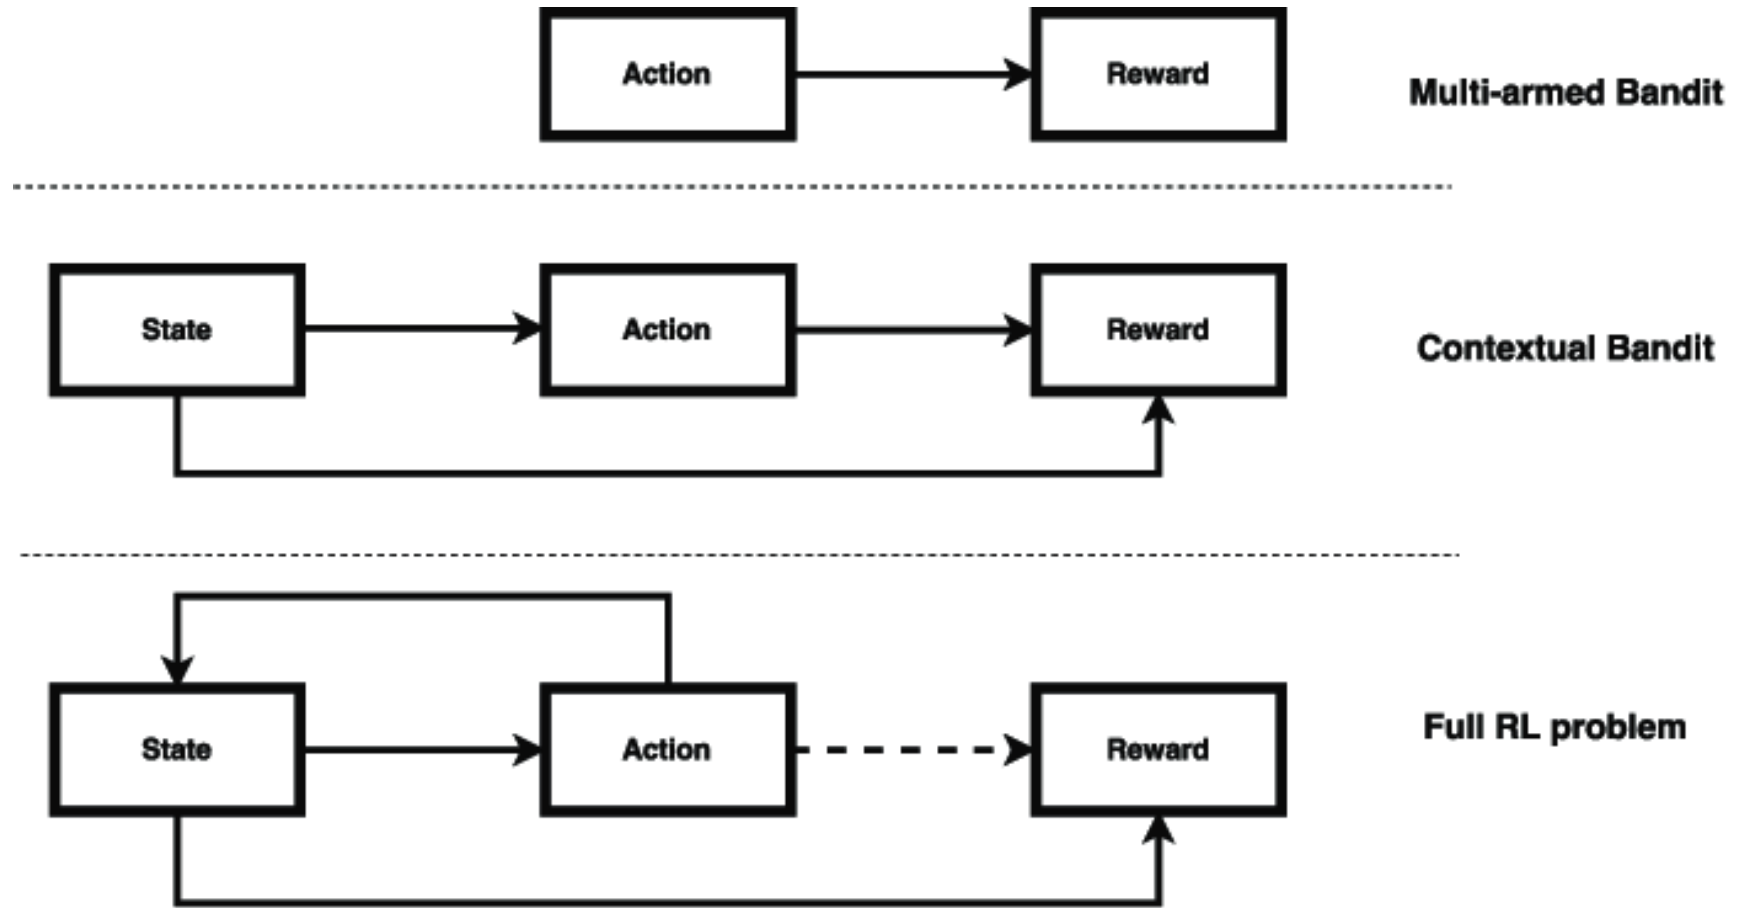 Action
Reward
Multi-armed Bandit
State
Action
Reward
Contextual Bandit
State
Action
Reward
Full RL problem